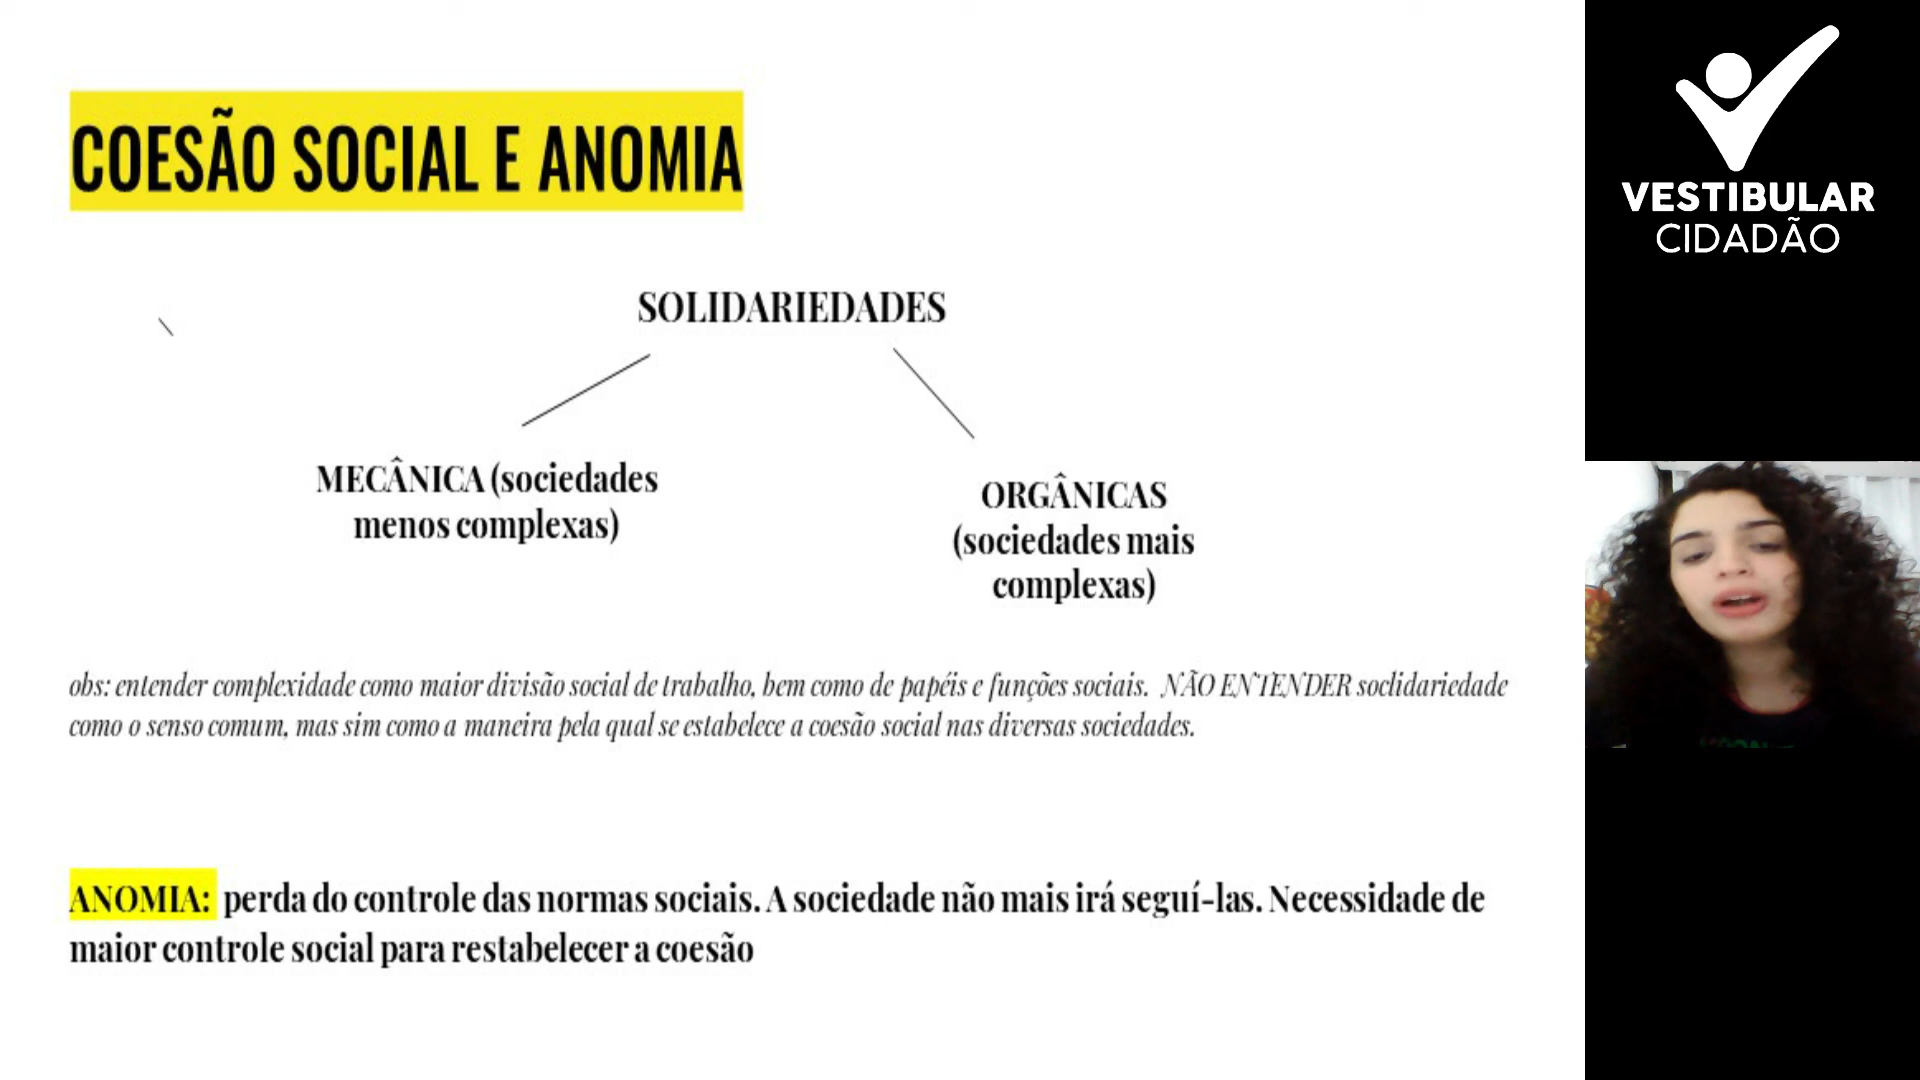 COESÃO SOCIAL E ANOMIA
SOLIDARIEDADES
MECÂNICA (sociedades
menos complexas)
ORGÂNICAS
(sociedades mais
complexas)
obs: entender complexidade como maior divisão social de trabalho, bem como de papéis e funções sociais. NÃO ENTENDER soclidariedade
como o senso comum, mas sim como a maneira pela qual se estabelece a coesão social nas diversas sociedades.
ANOMIA: perda do controle das normas sociais. A sociedade não mais irá seguí-las. Necessidade de
maior controle social para restabelecer a coesão
VESTIBULAR
CIDADÃO